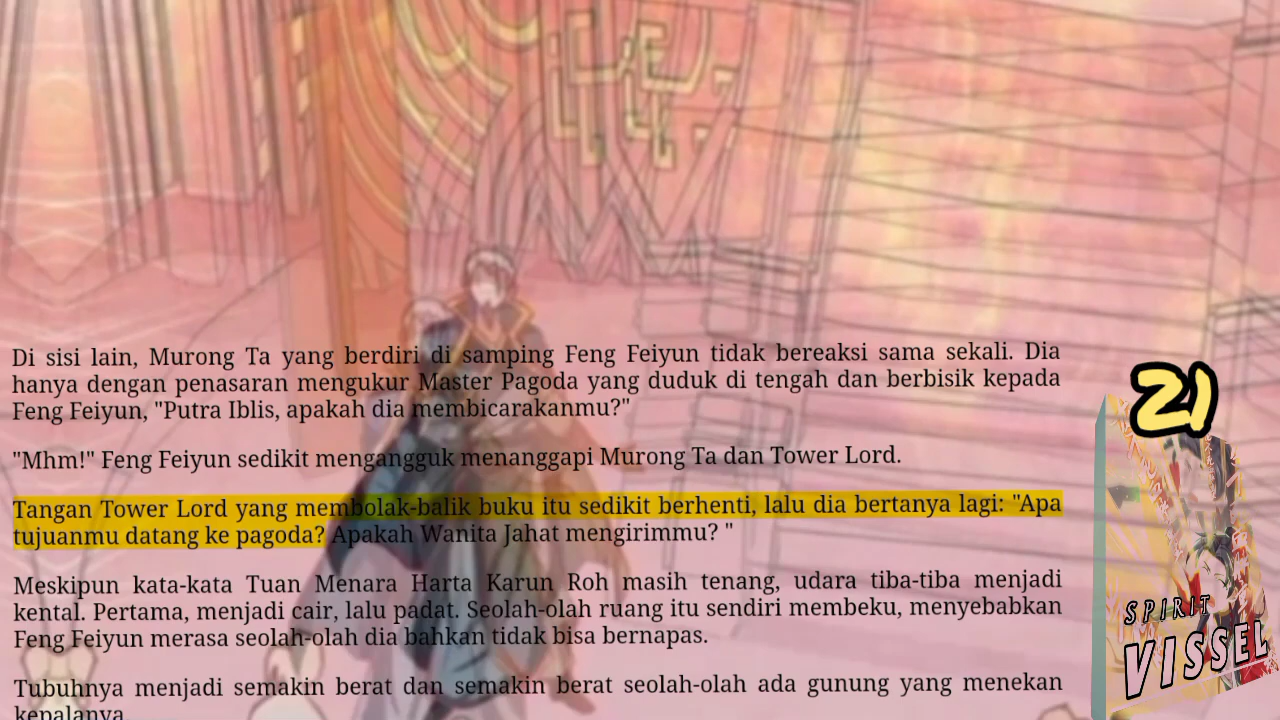 Di sisi lain, Murong Ta yang berdiri di samping Feng Feiyun tidak bereaksi sama sekali. Dia
hanya dengan penasaran mengukur Master Pagoda yang duduk di tengah dan berbisik kepada
Feng Feiyun, "Putra Iblis, apakah dia membicarakanmu?"
"Mhm!" Feng Feiyun sedikit mengangguk menanggapi Murong Ta dan Tower Lord.
Tangan Tower Lord yang membolak-balik buku itu sedikit berhenti, lalu dia bertanya lagi: "Apa
tujuanmu datang ke pagoda? Apakah Wanita Jahat mengirimmu? "
Meskipun kata-kata Tuan Menara Harta Karun Roh masih tenang, udara tiba-tiba menjadi
kental. Pertama, menjadi cair, lalu padat. Seolah-olah ruang itu sendiri membeku, menyebabkan
Feng Feiyun merasa seolah-olah dia bahkan tidak bisa bernapas.
Tubuhnya menjadi semakin berat dan semakin berat seolah-olah ada gunung yang menekan
kepalanya.
21
SPIRIT
VISSEL